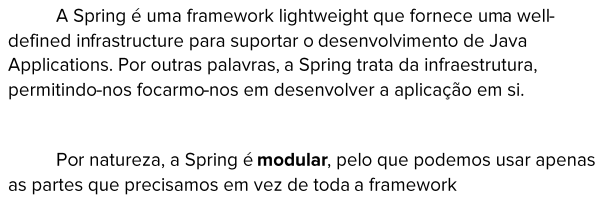 A Spring é uma framework lightweight que fornece uma well-
defined infrastructure para suportar o desenvolvimento de Java
Applications. Por outras palavras, a Spring trata da infraestrutura,
permitindo-nos focarmo-nos em desenvolver a aplicação em si.
Por natureza, a Spring é modular, pelo que podemos usar apenas
as partes que precisamos em vez de toda a framework